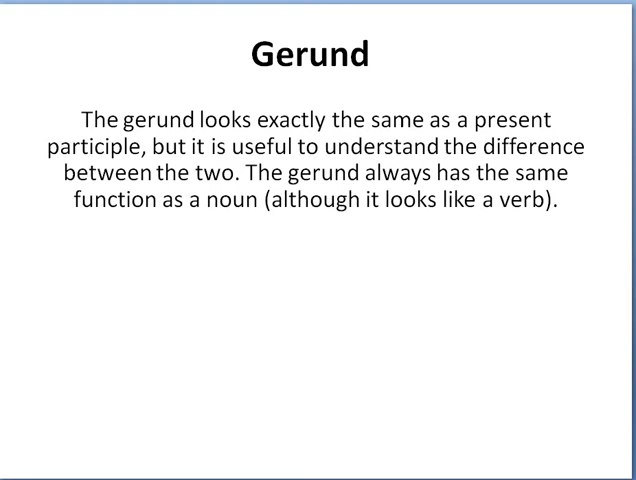 Gerund
The gerund looks exactly the same as a present
participle, but it is useful to understand the difference
between the two. The gerund always has the same
function as a noun (although it looks like a verb).